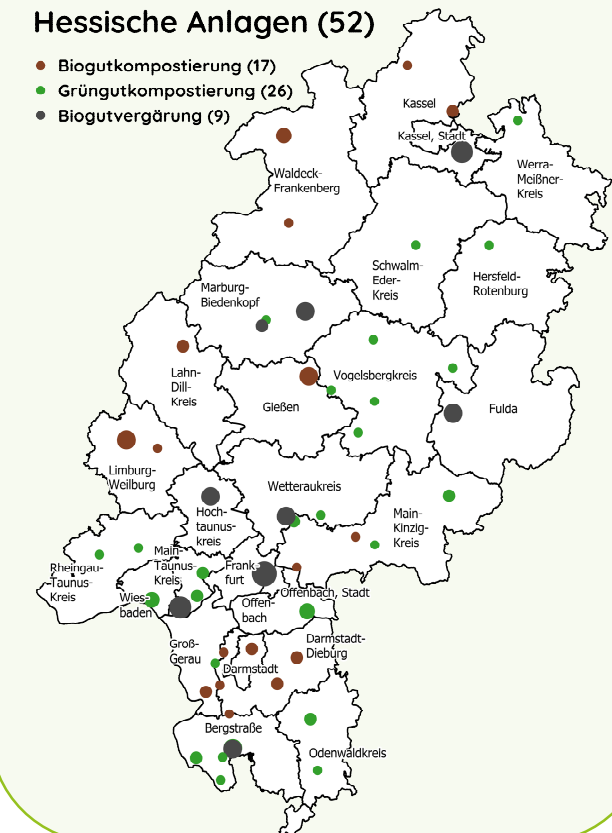 Hessische Anlagen (52)
Biogutkompostierung (17)
Grüngutkompostierung (26)
Biogutvergärung (9)
Kassel
Kassel, Stadt
Werra-
Meißner-
Kreis
Waldeck-
Frankenberg
Schwalm-
Eder-
Kreis
Hersfeld-
Rotenburg
Marburg-
Biedenkopf
Lahn-
Dill-
Kreis
Vogelsbergkreis
Gießen
Fulda
Limburg-
Weilburg
Wetteraukreis
Hoch-
taunus-
kreis
Main-
Kinzig-
Kreis
Main-
Taunus-
Kreis
Frank-
furt
Rheingau-
Taunus-
Kreis
Wies-
baden
Offenbach, Stadt
Offen-
bach
Groß-
Gerau
Darmstadt-
Dieburg
Darmstadt
Bergstraße
Odenwaldkreis